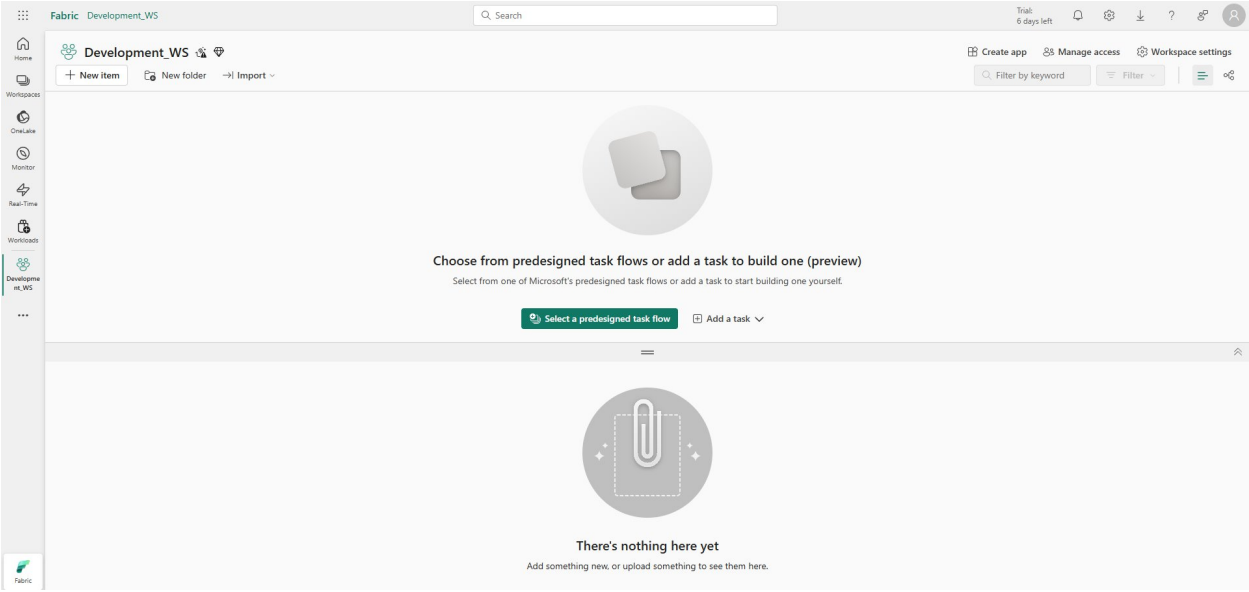 Fabric Development_WS
Search
Trial:
6 days left
?
Home
Workspaces
OneLake
Monitor
Real-Time
Workloads
Developme
nt_WS
...
Fabric
Development_WS
Create app Manage access Workspace settings
New item New folder Import
Filter by keyword Filter
Choose from predesigned task flows or add a task to build one (preview)
Select from one of Microsoft's predesigned task flows or add a task to start building one yourself.
Select a predesigned task flow Add a task
There's nothing here yet
Add something new, or upload something to see them here.